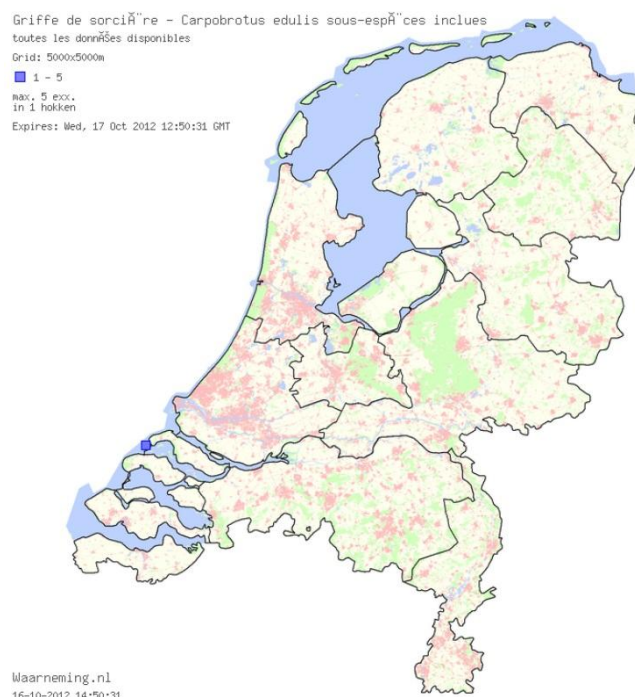 Griffe de sorciÃ¨re - Carpobrotus edulis sous-espÃ¨ces inclues
toutes les donnÃ©es disponibles
Grid: 5000x5000m
1 - 5
max. 5 exx.
in 1 hokken
Expires: Wed, 17 Oct 2012 12:50:31 GMT
Waarneming.nl
16-10-2012 14:50:31